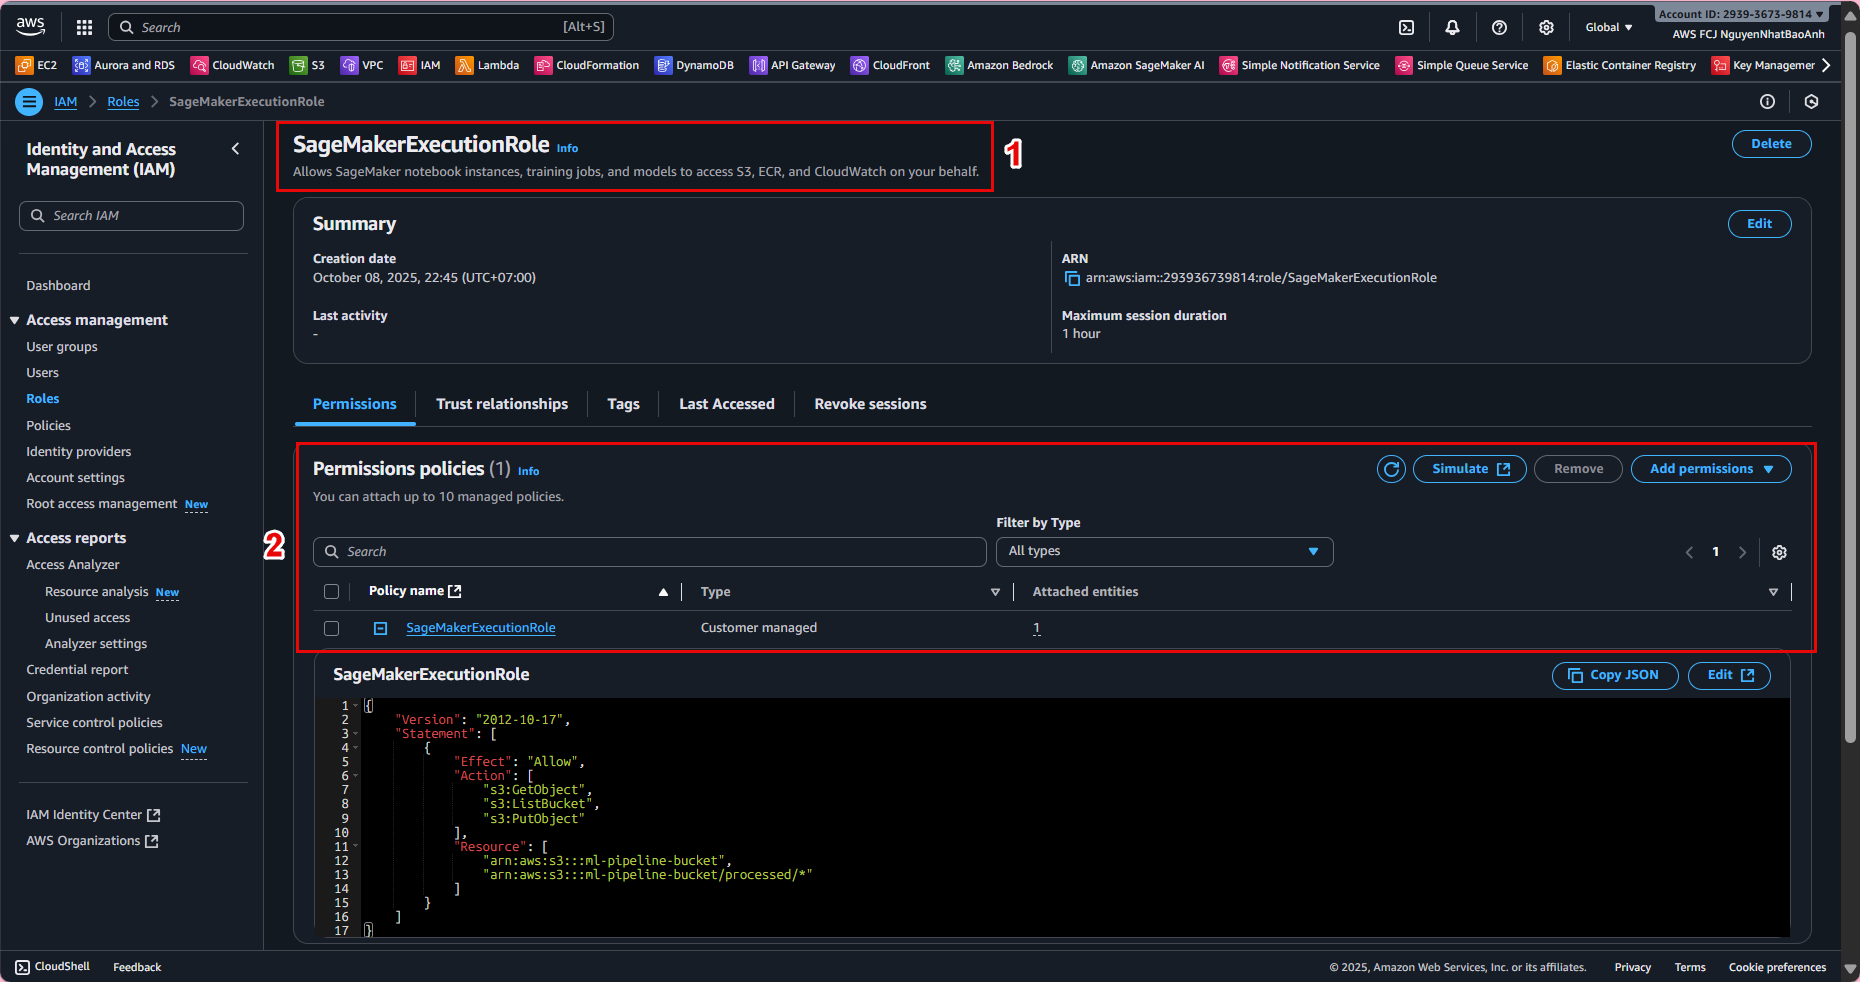 aws
Search [Alt+S]
Global
Account ID: 2939-3673-9814
AWS FCJ NguyenNhatBaoAnh
EC2 Aurora and RDS CloudWatch S3 VPC IAM Lambda CloudFormation DynamoDB API Gateway CloudFront Amazon Bedrock Amazon SageMaker AI Simple Notification Service Simple Queue Service Elastic Container Registry Key Managemer
IAM Roles SageMakerExecutionRole
Identity and Access Management (IAM)
Search IAM
Dashboard
Access management
User groups
Users
Roles
Policies
Identity providers
Account settings
Root access management New
Access reports
Access Analyzer
Resource analysis New
Unused access
Analyzer settings
Credential report
Organization activity
Service control policies
Resource control policies New
IAM Identity Center
AWS Organizations
SageMakerExecutionRole Info
Allows SageMaker notebook instances, training jobs, and models to access S3, ECR, and CloudWatch on your behalf.
1
Delete
Summary
Edit
Creation date
October 08, 2025, 22:45 (UTC+07:00)
ARN
arn:aws:iam::293936739814:role/SageMakerExecutionRole
Last activity
-
Maximum session duration
1 hour
Permissions Trust relationships Tags Last Accessed Revoke sessions
2
Permissions policies (1) Info
Simulate Remove Add permissions
You can attach up to 10 managed policies.
Filter by Type
Search
All types
1
Policy name Type Attached entities
SageMakerExecutionRole Customer managed 1
SageMakerExecutionRole
Copy JSON Edit
1 {
2 "Version": "2012-10-17",
3 "Statement": [
4 {
5 "Effect": "Allow",
6 "Action": [
7 "s3:GetObject",
8 "s3:ListBucket",
9 "s3:PutObject"
10 ],
11 "Resource": [
12 "arn:aws:s3:::ml-pipeline-bucket",
13 "arn:aws:s3:::ml-pipeline-bucket/processed/*"
14 ]
15 }
16 ]
17 }
CloudShell Feedback
© 2025, Amazon Web Services, Inc. or its affiliates. Privacy Terms Cookie preferences